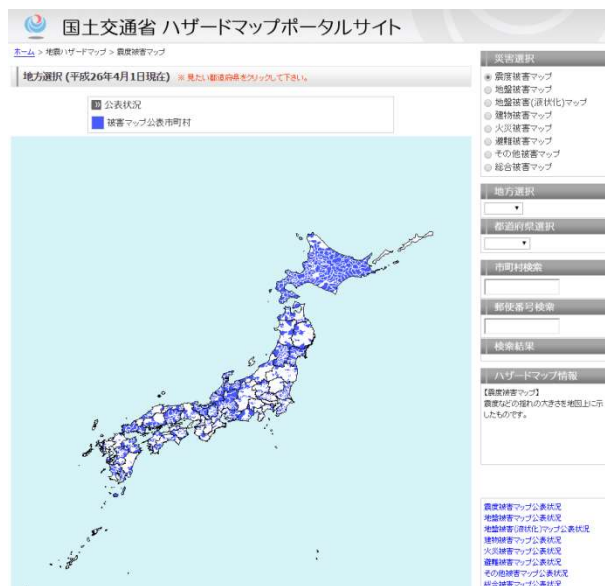 国土交通省 ハザードマップポータルサイト
ホーム > 地震ハザードマップ > 震度被害マップ
地方選択 (平成26年4月1日現在) ※ 見たい都道府県をクリックして下さい。
公表状況
被害マップ公表市町村
災害選択
震度被害マップ
地盤被害マップ
地盤被害(液状化)マップ
建物被害マップ
火災被害マップ
避難被害マップ
その他被害マップ
総合被害マップ
地方選択
都道府県選択
市町村検索
郵便番号検索
検索結果
ハザードマップ情報
【震度被害マップ】
震度などの揺れの大きさを地図上に示
したものです。
震度被害マップ公表状況
地盤被害マップ公表状況
地盤被害(液状化)マップ公表状況
建物被害マップ公表状況
火災被害マップ公表状況
避難被害マップ公表状況
その他被害マップ公表状況
総合被害マップ公表状況